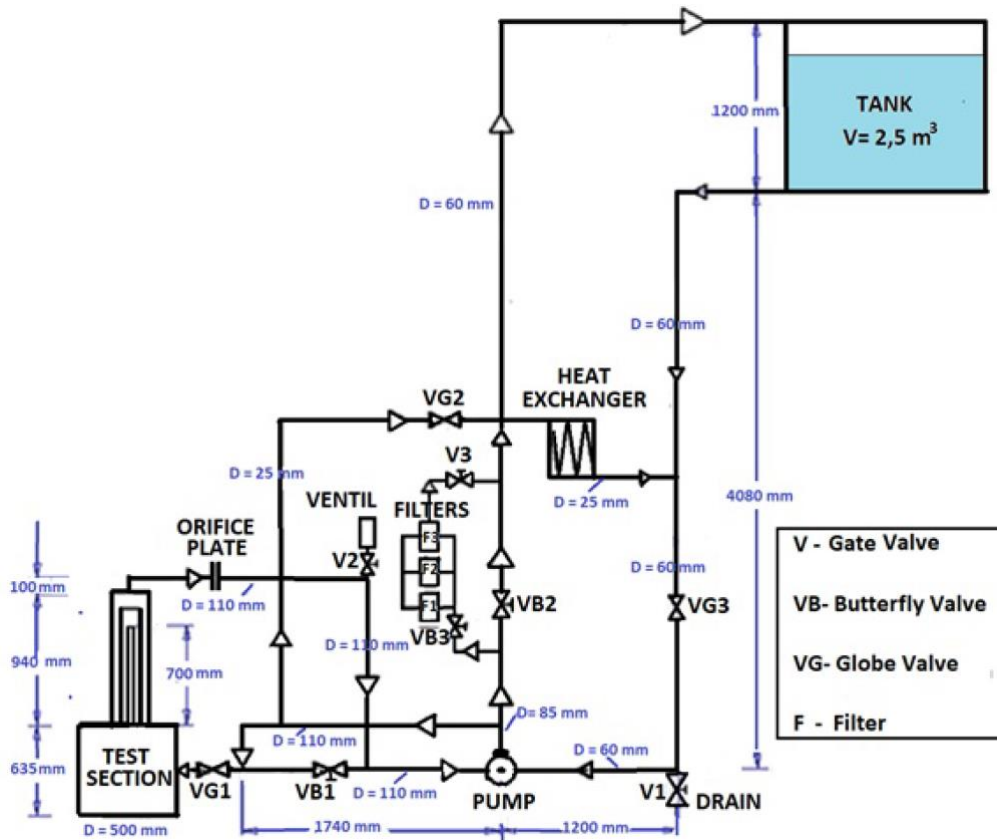 1200 mm
TANK
V= 2,5 m³
D = 60 mm
D = 60 mm
HEAT
EXCHANGER
VG2
V3
D = 25 mm
D = 25 mm
4080 mm
VENTIL
FILTERS
ORIFICE
PLATE
F3
V2
F2
F1
100 mm
D = 110 mm
D = 60 mm
VG3
VB2
VB3
D = 110 mm
940 mm
700 mm
V - Gate Valve
VB- Butterfly Valve
VG- Globe Valve
F - Filter
D= 85 mm
D = 110 mm
635 mm
TEST
SECTION
VG1
VB1
D = 110 mm
PUMP
D = 60 mm
V1
DRAIN
D = 500 mm
1740 mm
1200 mm